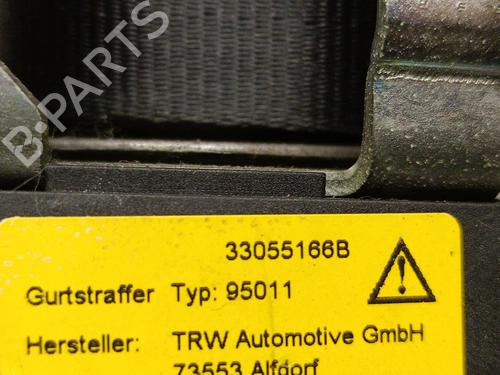 B-PARTS
33055166B
Gurtstraffer Typ: 95011
Hersteller: TRW Automotive GmbH
73553 Alfdorf